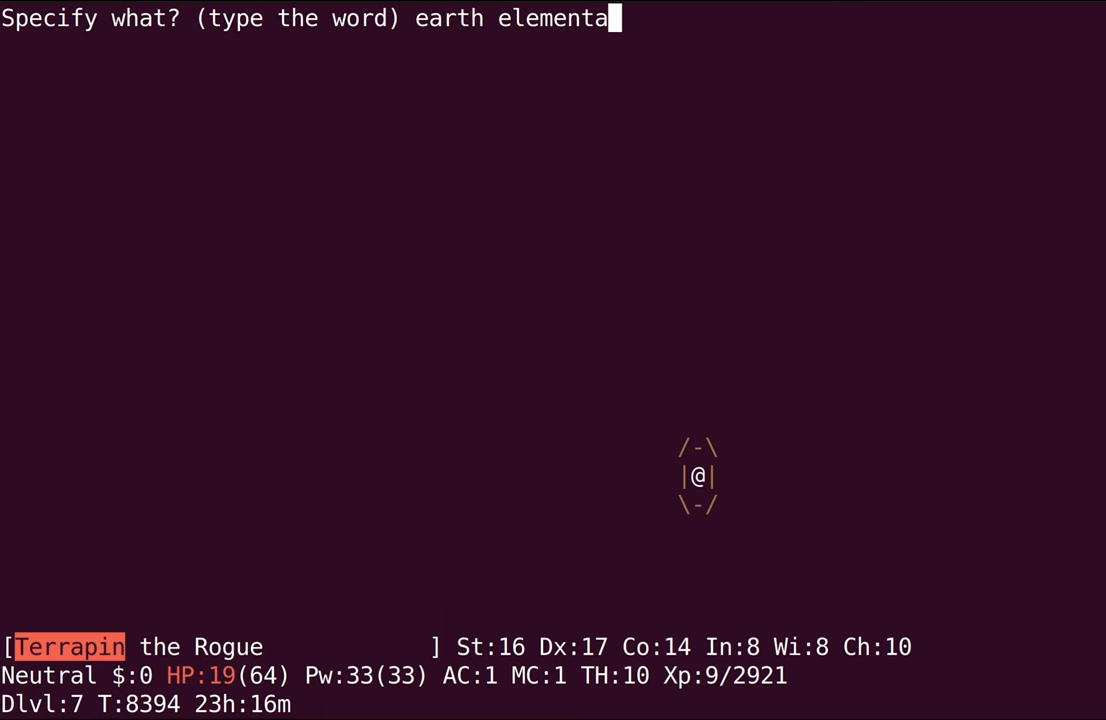 Specify what? (type the word) earth elementa
/-\
|@|
\-/
[Terrapin the Rogue ] St:16 Dx:17 Co:14 In:8 Wi:8 Ch:10
Neutral $:0 HP:19(64) Pw:33(33) AC:1 MC:1 TH:10 Xp:9/2921
Dlvl:7 T:8394 23h:16m